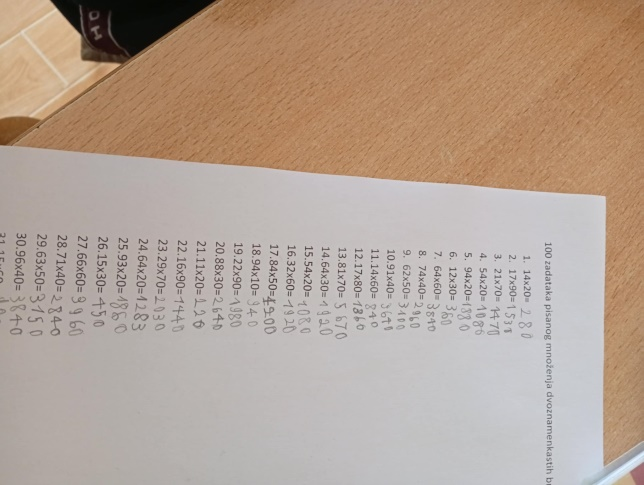 100 zadataka pisanog množenja dvoznamenkastih
1. 14x20= 280
2. 17x90= 1538
3. 21x70= 1470
4. 54x20= 1086
5. 94x20= 1880
6. 12x30= 360
7. 64x60= 3840
8. 74x40= 2960
9. 62x50= 3100
10. 91x40= 3640
11. 14x60= 840
12. 17x80= 1360
13. 81x70= 5670
14. 64x30= 1920
15. 54x20= 1080
16. 32x60= 1920
17. 84x50= 4200
18. 94x10= 940
19. 22x90= 1980
20. 88x30= 2640
21. 11x20= 220
22. 16x90= 1440
23. 29x70= 2030
24. 64x20= 1283
25. 93x20= 1860
26. 15x30= 450
27. 66x60= 3960
28. 71x40= 2840
29. 63x50= 3150
30. 96x40= 3840